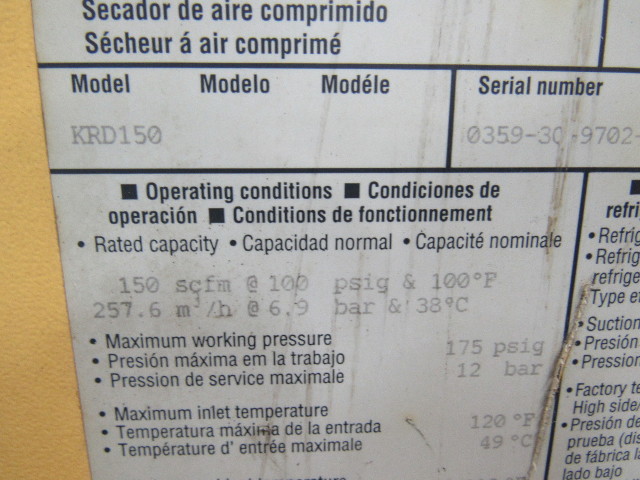 Secador de aire comprimido
Sécheur á air comprimé
Model Modelo Modéle Serial number
KRD150 0359-30-9702-
■ Operating conditions ■ Condiciones de
operación ■ Conditions de fonctionnement
• Rated capacity • Capacidad normal • Capacité nominale
150 scfm @ 100 psig & 100°F
257.6 m³/h @ 6.9 bar & 38°C
• Maximum working pressure
• Presión máxima em la trabajo 175 psig
• Pression de service maximale 12 bar
• Maximum inlet temperature
• Temperatura máxima de la entrada 120 °F
• Température d' entrée maximale 49 °C
■
refri
• Refrig
• Refrig
refrige
Type e
• Suction
• Presión
• Pression
• Factory te
High side/
• Presión de
prueba (dis
de fábrica la
lado bajo